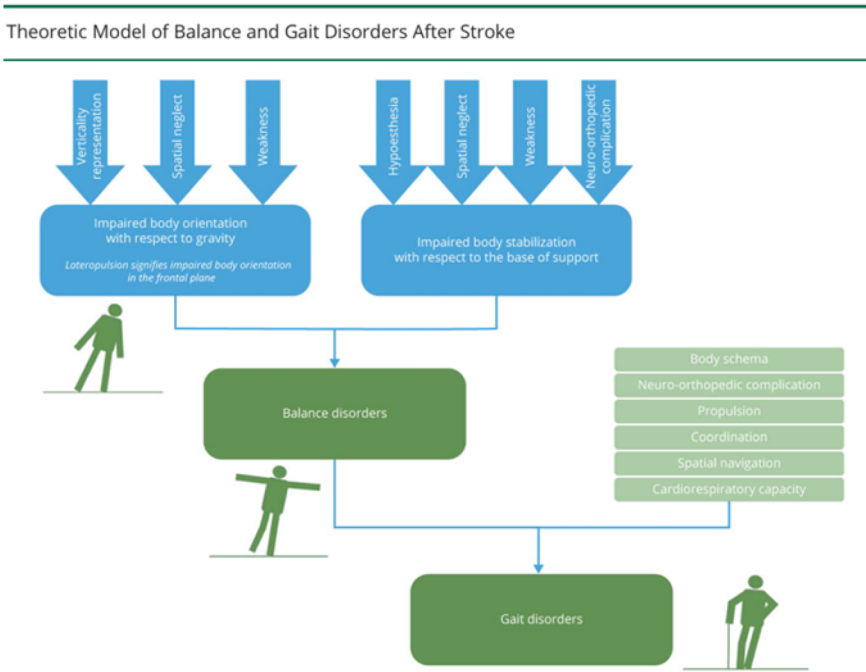 Theoretic Model of Balance and Gait Disorders After Stroke
Verticality
representation
Spatial neglect
Weakness
Hypoesthesia
Spatial neglect
Weakness
Neuro-orthopedic
complication
Impaired body orientation
with respect to gravity
Lateropulsion signifies impaired body orientation
in the frontal plane
Impaired body stabilization
with respect to the base of support
Body schema
Neuro-orthopedic complication
Propulsion
Coordination
Spatial navigation
Cardiorespiratory capacity
Balance disorders
Gait disorders